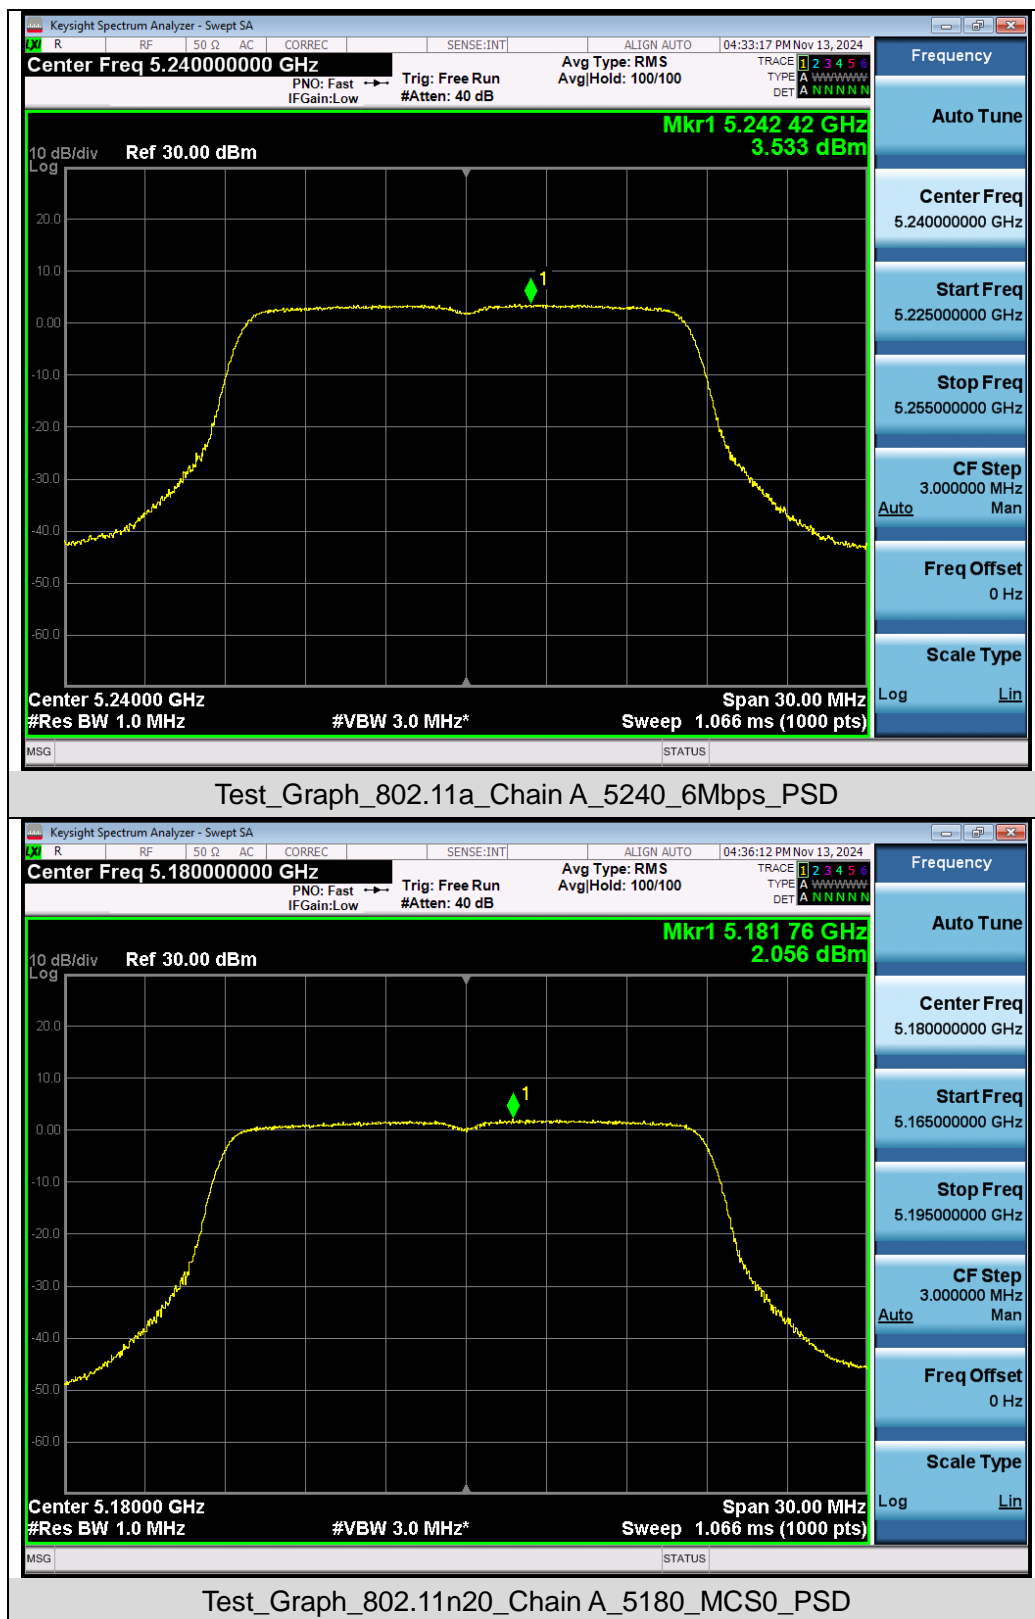 Keysight Spectrum Analyzer - Swept SA
LXI R RF 50 Ω AC CORREC SENSE:INT ALIGN AUTO 04:33:17 PM Nov 13, 2024
Center Freq 5.240000000 GHz
PNO: Fast
IFGain:Low
Trig: Free Run
#Atten: 40 dB
Avg Type: RMS
Avg|Hold: 100/100
TRACE 1 2 3 4 5 6
TYPE A WWWWW
DET A N N N N N
Mkr1 5.242 42 GHz
3.533 dBm
10 dB/div Ref 30.00 dBm
Log
20.0
10.0
1
0.00
-10.0
-20.0
-30.0
-40.0
-50.0
-60.0
Center 5.24000 GHz Span 30.00 MHz
#Res BW 1.0 MHz #VBW 3.0 MHz* Sweep 1.066 ms (1000 pts)
MSG STATUS
Frequency
Auto Tune
Center Freq
5.240000000 GHz
Start Freq
5.225000000 GHz
Stop Freq
5.255000000 GHz
CF Step
3.000000 MHz
Auto Man
Freq Offset
0 Hz
Scale Type
Log Lin
Test_Graph_802.11a_Chain A_5240_6Mbps_PSD
Keysight Spectrum Analyzer - Swept SA
LXI R RF 50 Ω AC CORREC SENSE:INT ALIGN AUTO 04:36:12 PM Nov 13, 2024
Center Freq 5.180000000 GHz
PNO: Fast
IFGain:Low
Trig: Free Run
#Atten: 40 dB
Avg Type: RMS
Avg|Hold: 100/100
TRACE 1 2 3 4 5 6
TYPE A WWWWW
DET A N N N N N
Mkr1 5.181 76 GHz
2.056 dBm
10 dB/div Ref 30.00 dBm
Log
20.0
10.0
1
0.00
-10.0
-20.0
-30.0
-40.0
-50.0
-60.0
Center 5.18000 GHz Span 30.00 MHz
#Res BW 1.0 MHz #VBW 3.0 MHz* Sweep 1.066 ms (1000 pts)
MSG STATUS
Frequency
Auto Tune
Center Freq
5.180000000 GHz
Start Freq
5.165000000 GHz
Stop Freq
5.195000000 GHz
CF Step
3.000000 MHz
Auto Man
Freq Offset
0 Hz
Scale Type
Log Lin
Test_Graph_802.11n20_Chain A_5180_MCS0_PSD